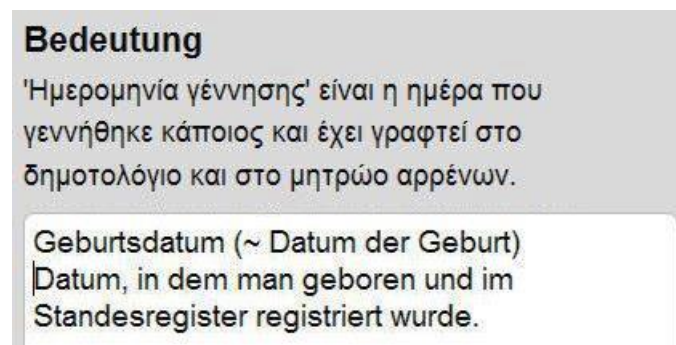 Bedeutung
'Ημερομηνία γέννησης' είναι η ημέρα που
γεννήθηκε κάποιος και έχει γραφτεί στο
δημοτολόγιο και στο μητρώο αρρένων.
Geburtsdatum (~ Datum der Geburt)
Datum, in dem man geboren und im
Standesregister registriert wurde.